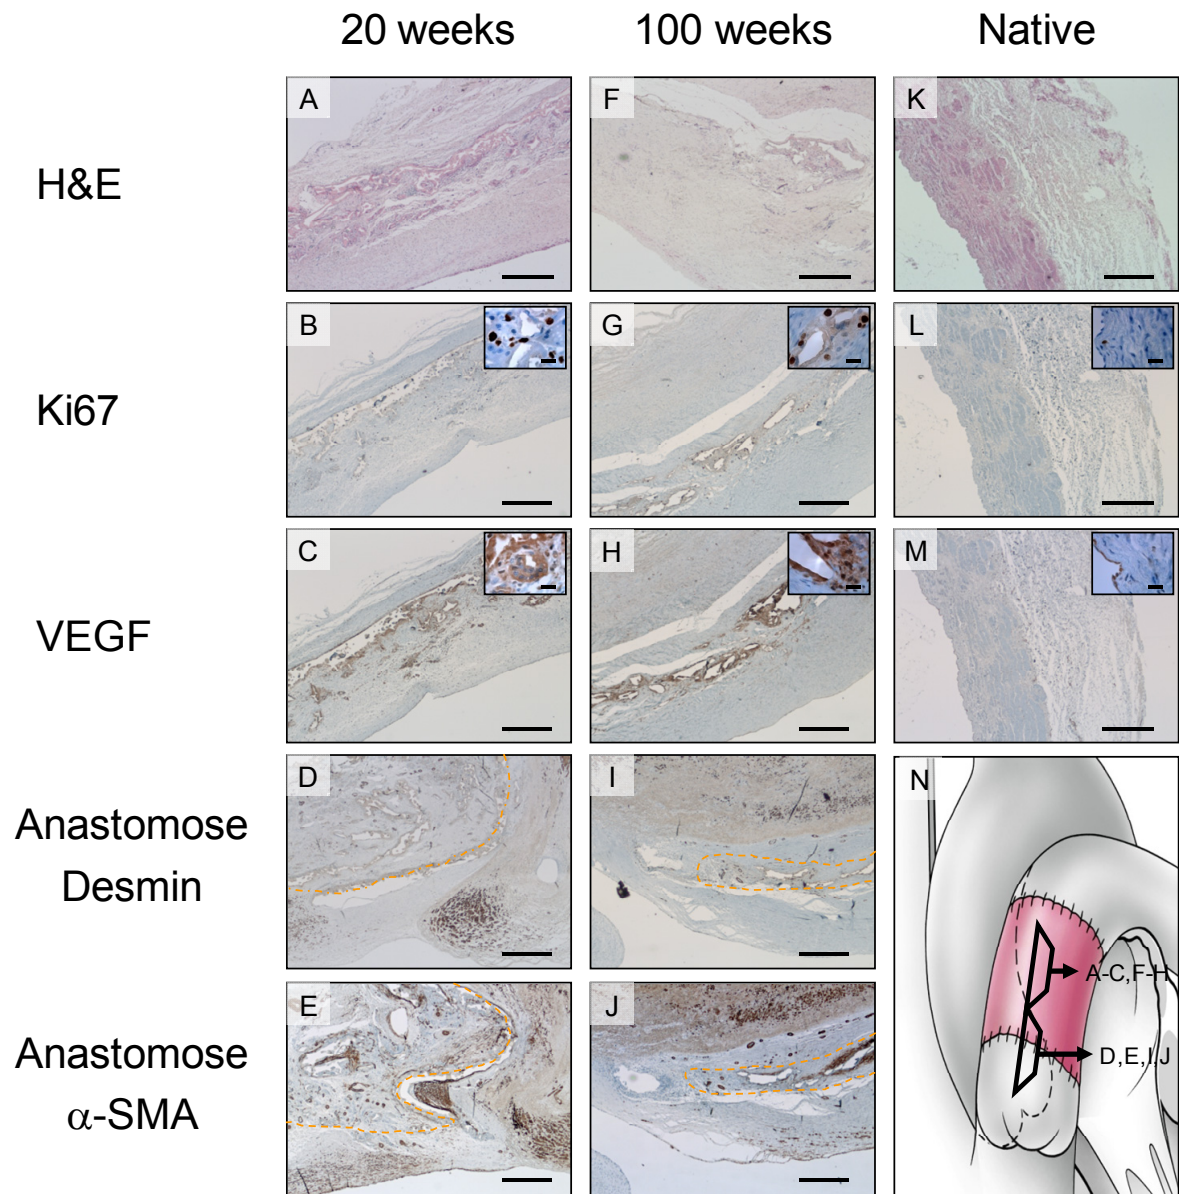 20 weeks 100 weeks Native
H&E A F K
Ki67 B G L
VEGF C H M
Anastomose
Desmin
D I N
A-C,F-H
D,E,I,J
Anastomose
α-SMA
E J